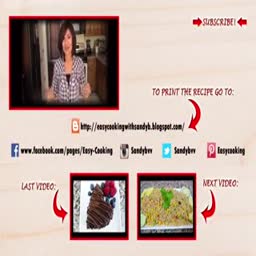 SUBSCRIBE!
TO PRINT THE RECIPE GO TO:
http://easycookingwithsandyb.blogspot.com/
www.facebook.com/pages/Easy-Cooking Sandybvv Sandybvv Easycooking
LAST VIDEO: NEXT VIDEO: